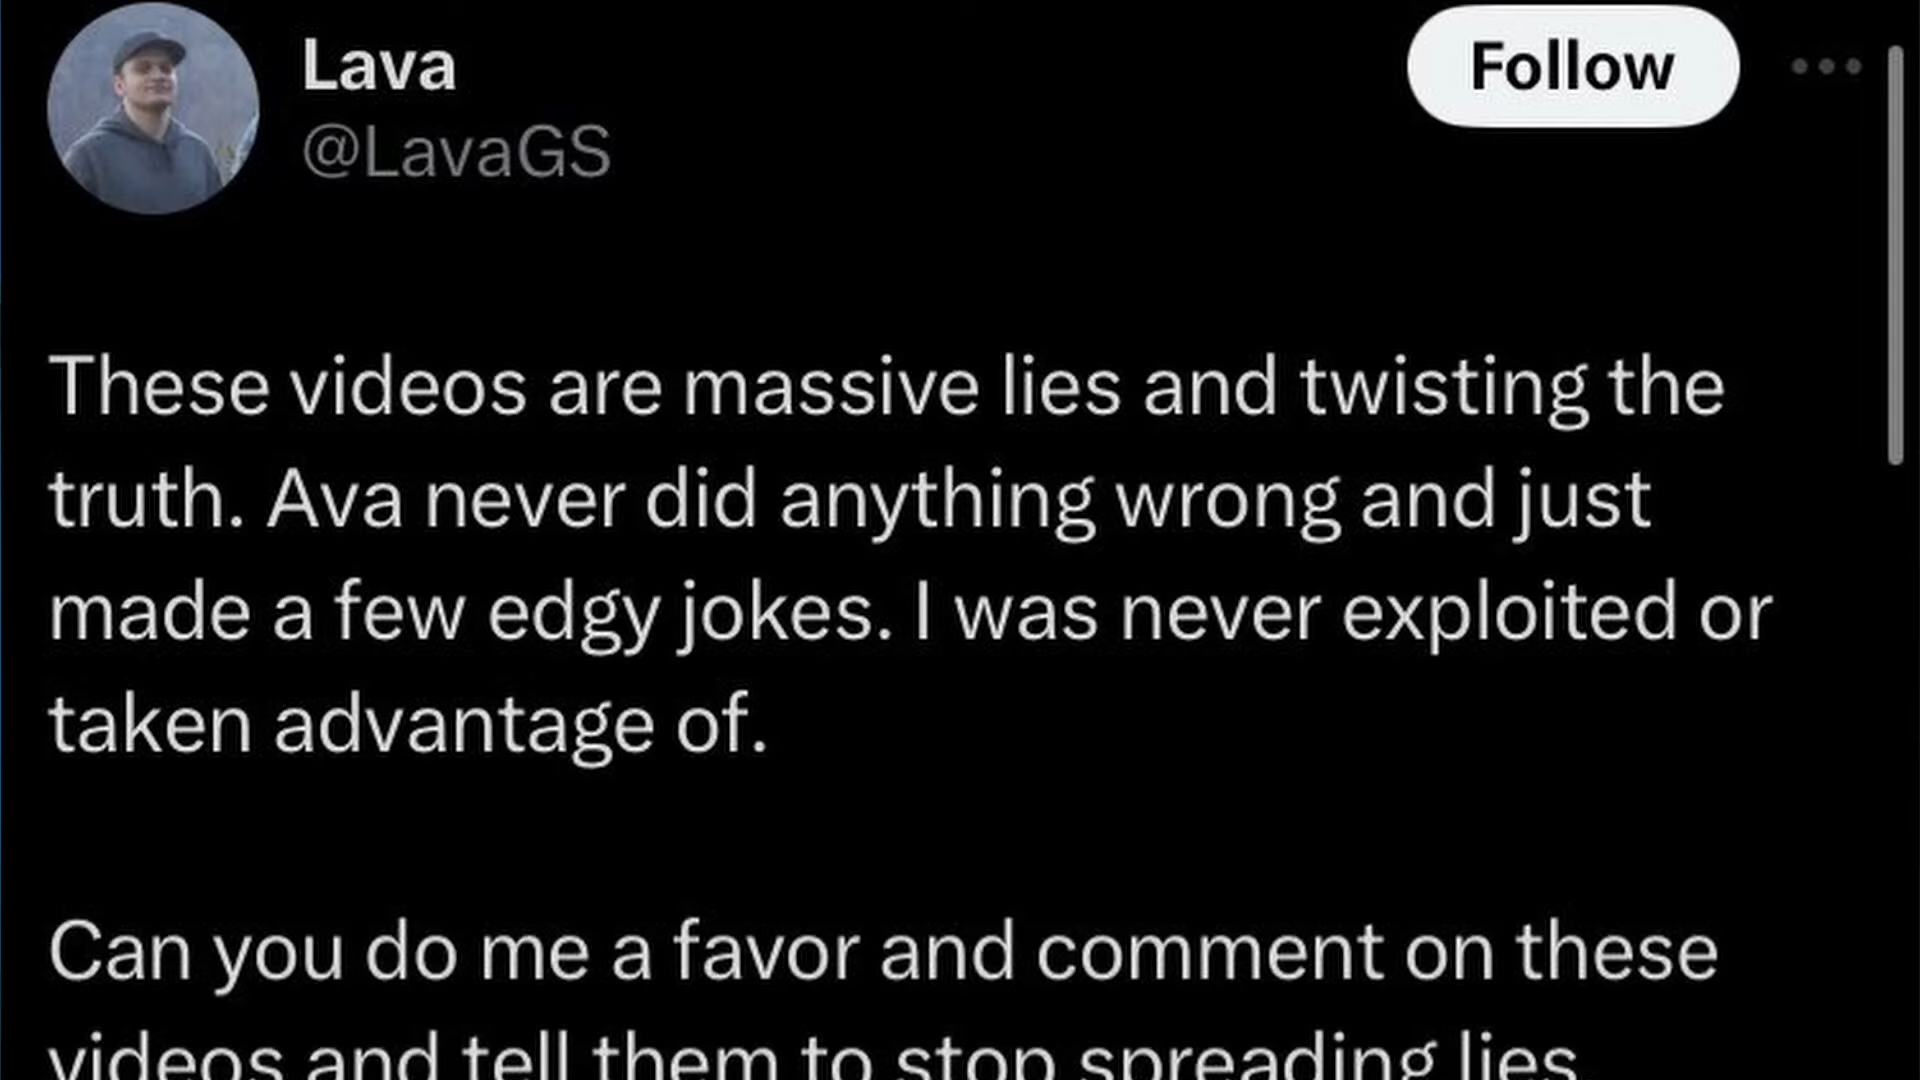 Lava
Follow
@LavaGS
These videos are massive lies and twisting the
truth. Ava never did anything wrong and just
made a few edgy jokes. I was never exploited or
taken advantage of.
Can you do me a favor and comment on these
videos and tell them to stop spreading lies.